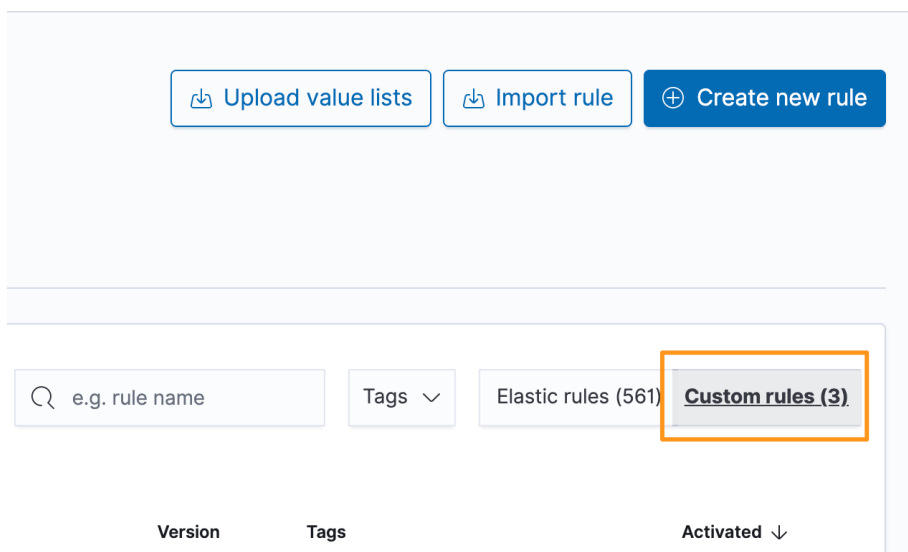 Upload value lists Import rule Create new rule
e.g. rule name Tags Elastic rules (561) Custom rules (3)
Version Tags Activated